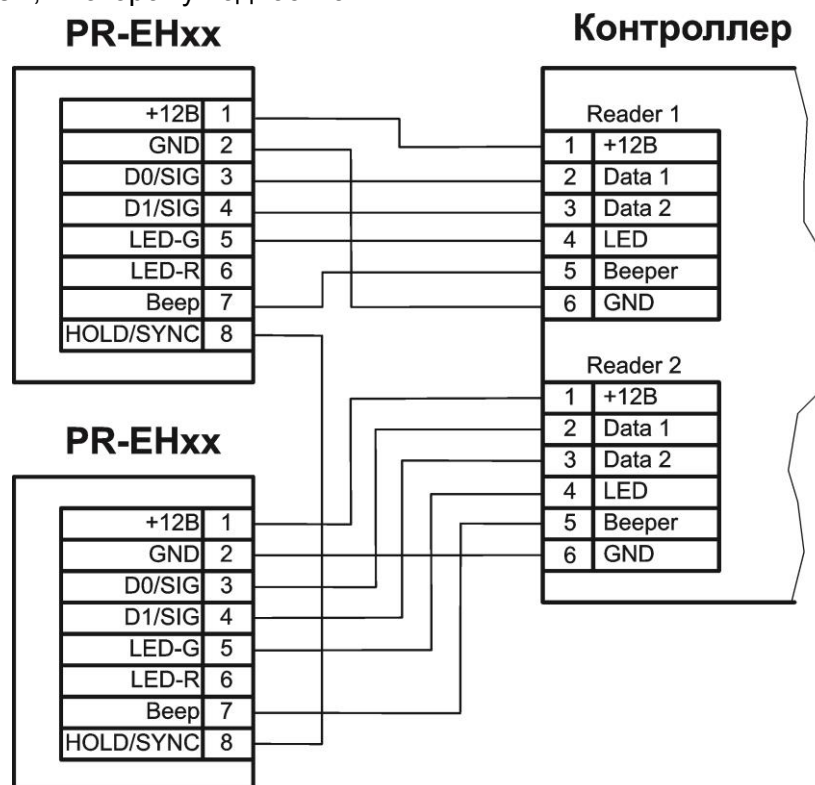 PR-EHxx
+12В 1
GND 2
D0/SIG 3
D1/SIG 4
LED-G 5
LED-R 6
Beep 7
HOLD/SYNC 8
PR-EHxx
+12В 1
GND 2
D0/SIG 3
D1/SIG 4
LED-G 5
LED-R 6
Beep 7
HOLD/SYNC 8
Контроллер
Reader 1
1 +12В
2 Data 1
3 Data 2
4 LED
5 Beeper
6 GND
Reader 2
1 +12В
2 Data 1
3 Data 2
4 LED
5 Beeper
6 GND